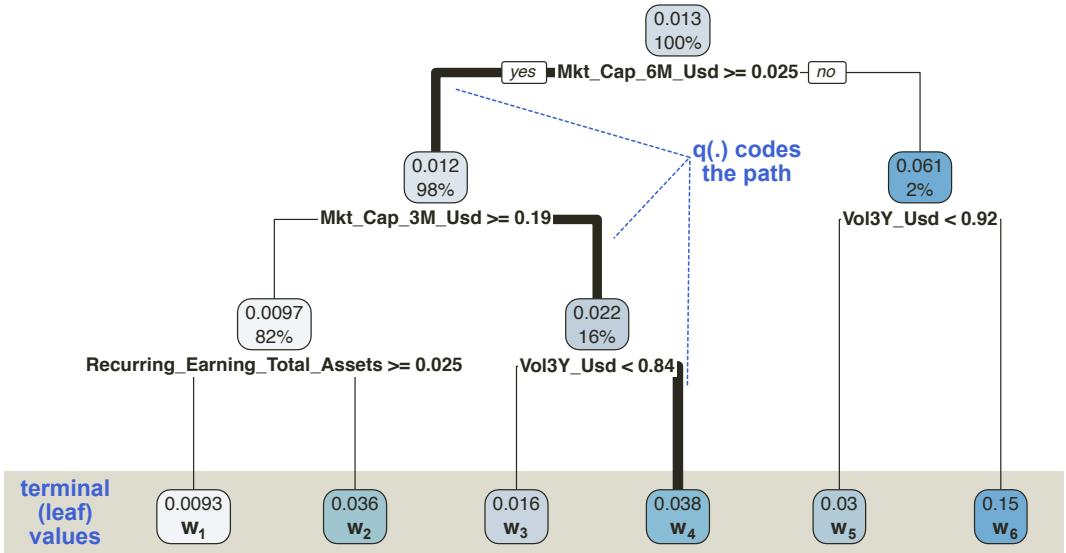 0.013
100%
yes Mkt_Cap_6M_Usd >= 0.025 no
q(.) codes
the path
0.012
98%
0.061
2%
Mkt_Cap_3M_Usd >= 0.19
Vol3Y_Usd < 0.92
0.0097
82%
0.022
16%
Recurring_Earning_Total_Assets >= 0.025
Vol3Y_Usd < 0.84
terminal
(leaf)
values
0.0093
w1
0.036
w2
0.016
w3
0.038
w4
0.03
w5
0.15
w6